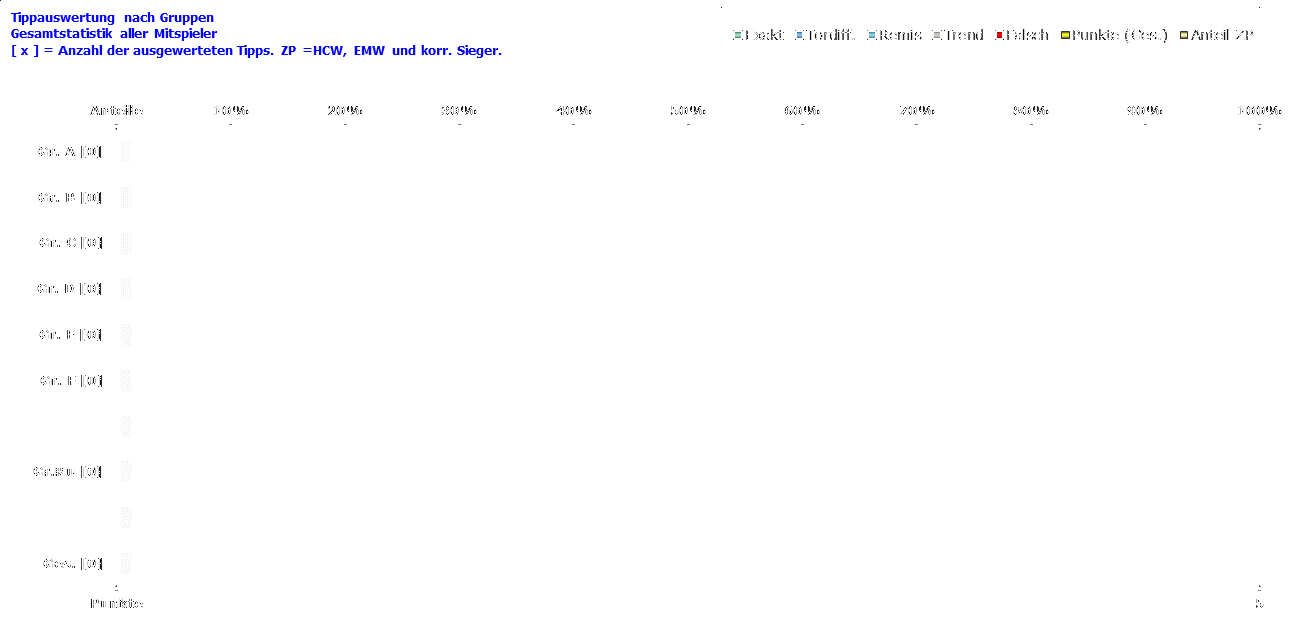 Tippauswertung nach Gruppen
Gesamtstatistik aller Mitspieler
[ x ] = Anzahl der ausgewerteten Tipps. ZP =HCW, EMW und korr. Sieger.
Exakt Tordiff. Remis Trend Falsch Punkte (Ges.) Anteil ZP
Anteile 10% 20% 30% 40% 50% 60% 70% 80% 90% 100%
Gr. A [0]
Gr. B [0]
Gr. C [0]
Gr. D [0]
Gr. E [0]
Gr. F [0]
[0]
Ges. [0]
Punkte 5